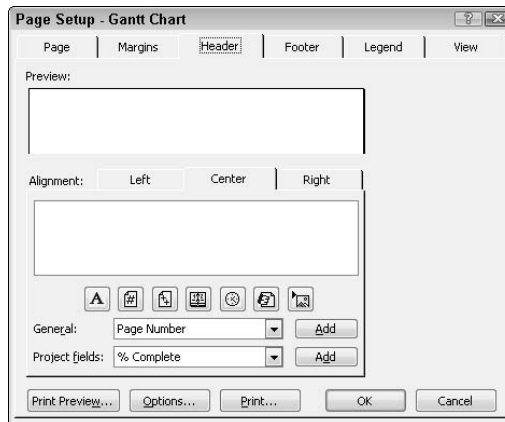 Page Setup - Gantt Chart
Page Margins Header Footer Legend View
Preview:
Alignment: Left Center Right
A # +
General: Page Number Add
Project fields: % Complete Add
Print Preview... Options... Print... OK Cancel